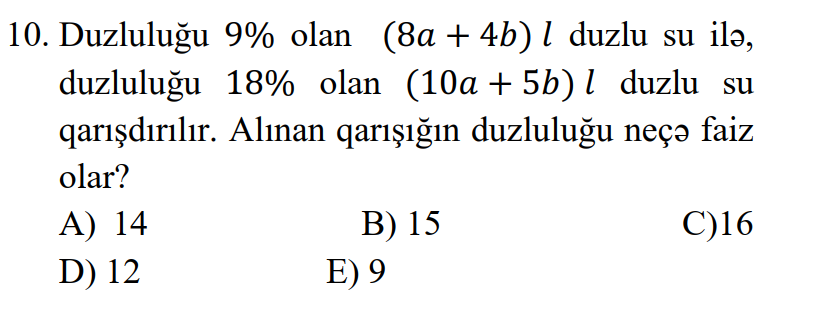 10. Duzluluğu 9% olan (8a + 4b) l duzlu su ilə,
duzluluğu 18% olan (10a + 5b) l duzlu su
qarışdırılır. Alınan qarışığın duzluluğu neçə faiz
olar?
A) 14 B) 15 C)16
D) 12 E) 9